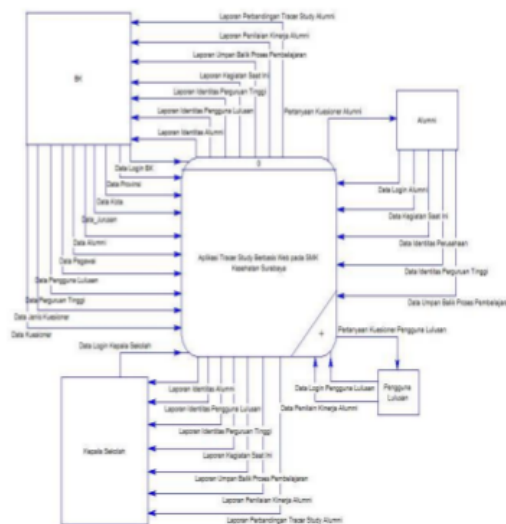 Laporan Perbandingan Tracer Study Alumni
Laporan Penilaian Kinerja Alumni
Laporan Umpan Balik Proses Pembelajaran
Laporan Kegiatan Saat Ini
Laporan Identitas Perguruan Tinggi
Laporan Identitas Pengguna Lulusan
Laporan Identitas Alumni
BK
Pertanyaan Kuesioner Alumni
Alumni
Data Login BK
Data Provinsi
Data Kota
Data_Jurusan
Data Alumni
Data Pegawai
Data Pengguna Lulusan
Data Perguruan Tinggi
Data Jenis Kuesioner
Data Kuesioner
0
Aplikasi Tracer Study Berbasis Web pada SMK
Kesehatan Surabaya
+
Data Login Alumni
Data Kegiatan Saat Ini
Data Identitas Perusahaan
Data Identitas Perguruan Tinggi
Data Umpan Balik Proses Pembelajaran
Pertanyaan Kuesioner Pengguna Lulusan
Data Login Pengguna Lulusan
Data Penilaian Kinerja Alumni
Pengguna
Lulusan
Data Login Kepala Sekolah
Kepala Sekolah
Laporan Identitas Alumni
Laporan Identitas Pengguna Lulusan
Laporan Identitas Perguruan Tinggi
Laporan Kegiatan Saat Ini
Laporan Umpan Balik Proses Pembelajaran
Laporan Penilaian Kinerja Alumni
Laporan Perbandingan Tracer Study Alumni